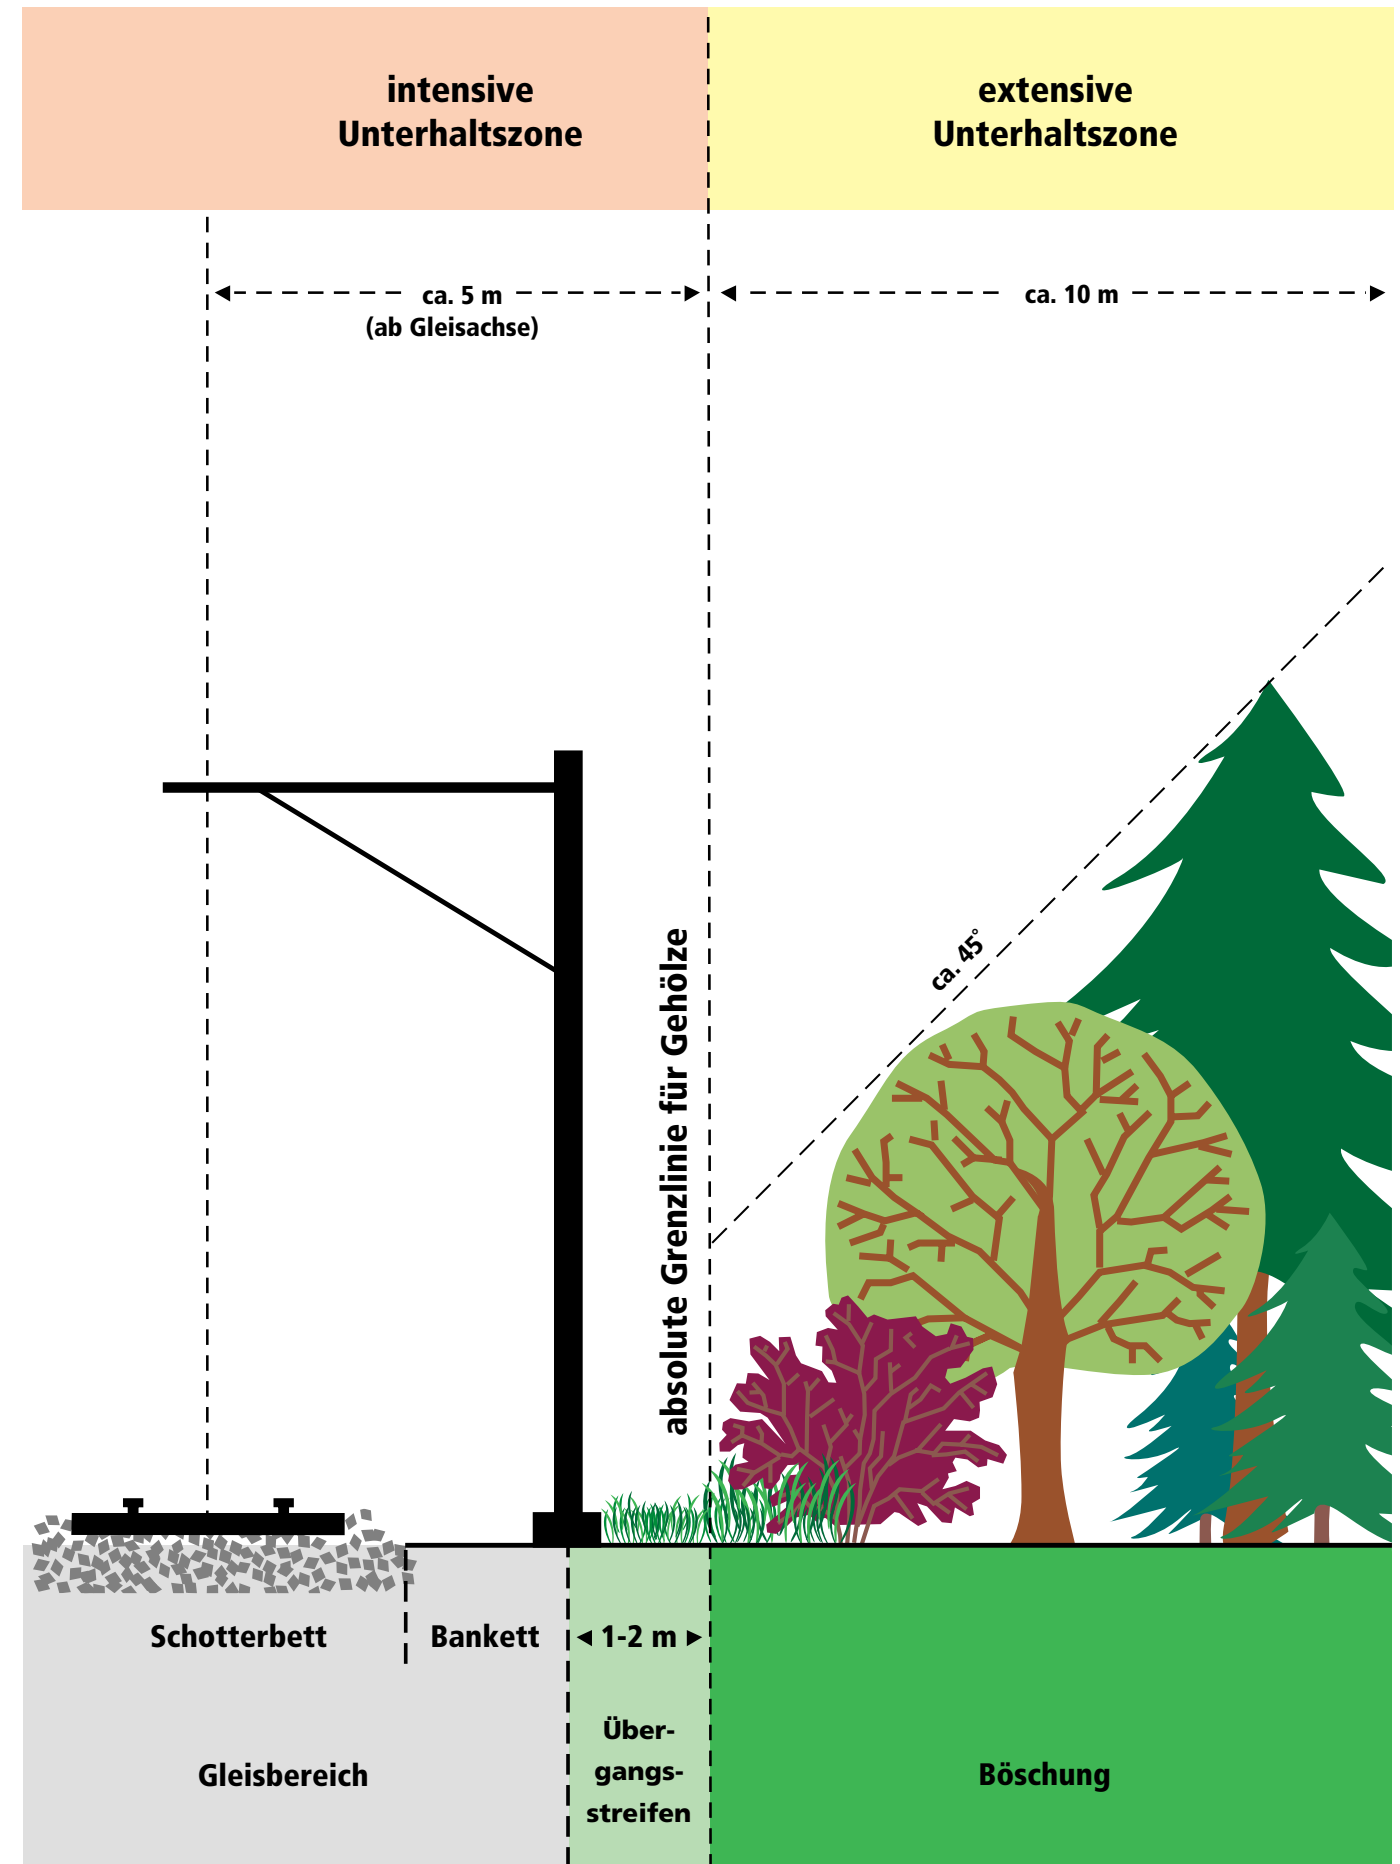 intensive
Unterhaltszone
extensive
Unterhaltszone
ca. 5 m
(ab Gleisachse)
ca. 10 m
ca. 45°
absolute Grenzlinie für Gehölze
Schotterbett
Bankett
1-2 m
Gleisbereich
Über-
gangs-
streifen
Böschung